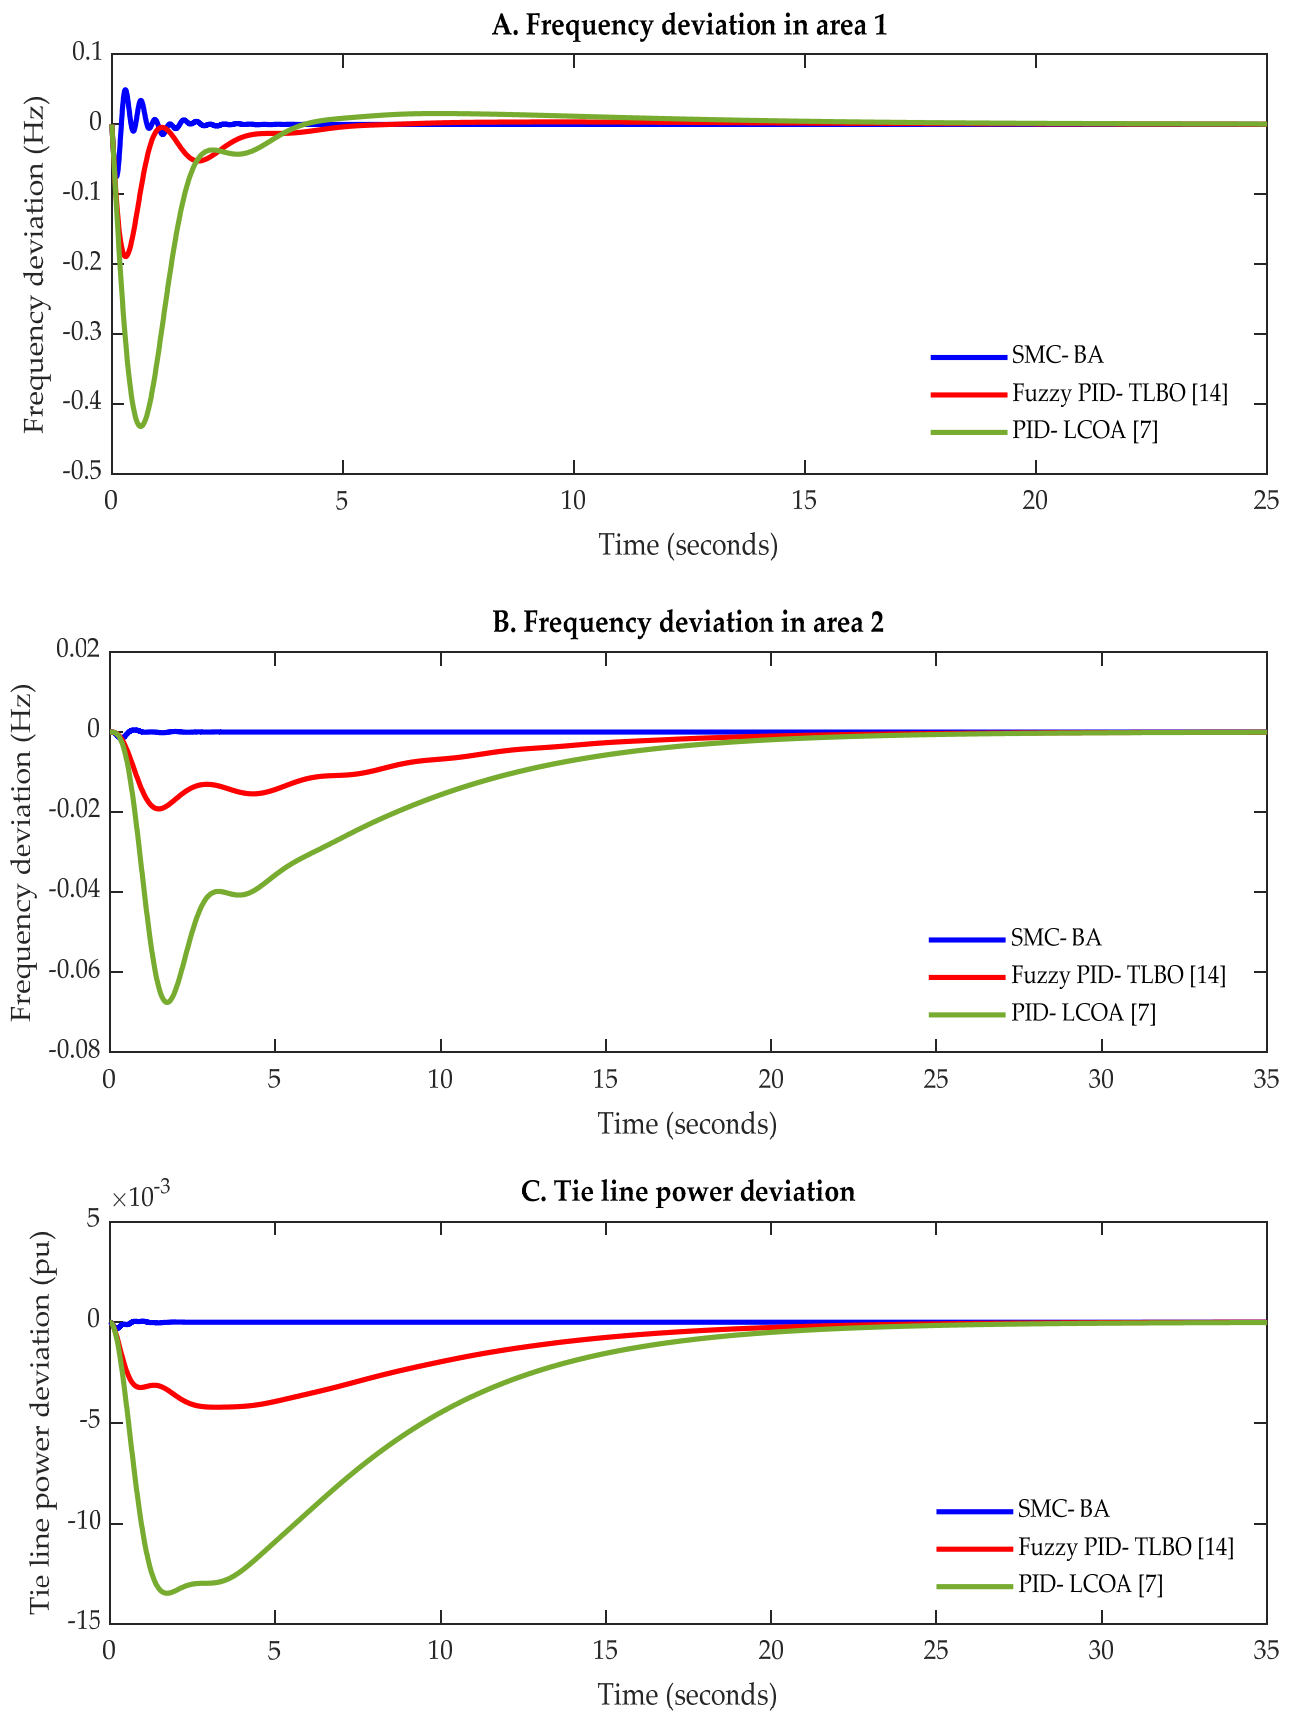 A. Frequency deviation in area 1
0.1
0
-0.1
-0.2
-0.3
-0.4
-0.5
Frequency deviation (Hz)
SMC- BA
Fuzzy PID- TLBO [14]
PID- LCOA [7]
0 5 10 15 20 25
Time (seconds)
B. Frequency deviation in area 2
0.02
0
-0.02
-0.04
-0.06
-0.08
Frequency deviation (Hz)
SMC- BA
Fuzzy PID- TLBO [14]
PID- LCOA [7]
0 5 10 15 20 25 30 35
Time (seconds)
C. Tie line power deviation
×10-3
5
0
-5
-10
-15
Tie line power deviation (pu)
SMC- BA
Fuzzy PID- TLBO [14]
PID- LCOA [7]
0 5 10 15 20 25 30 35
Time (seconds)